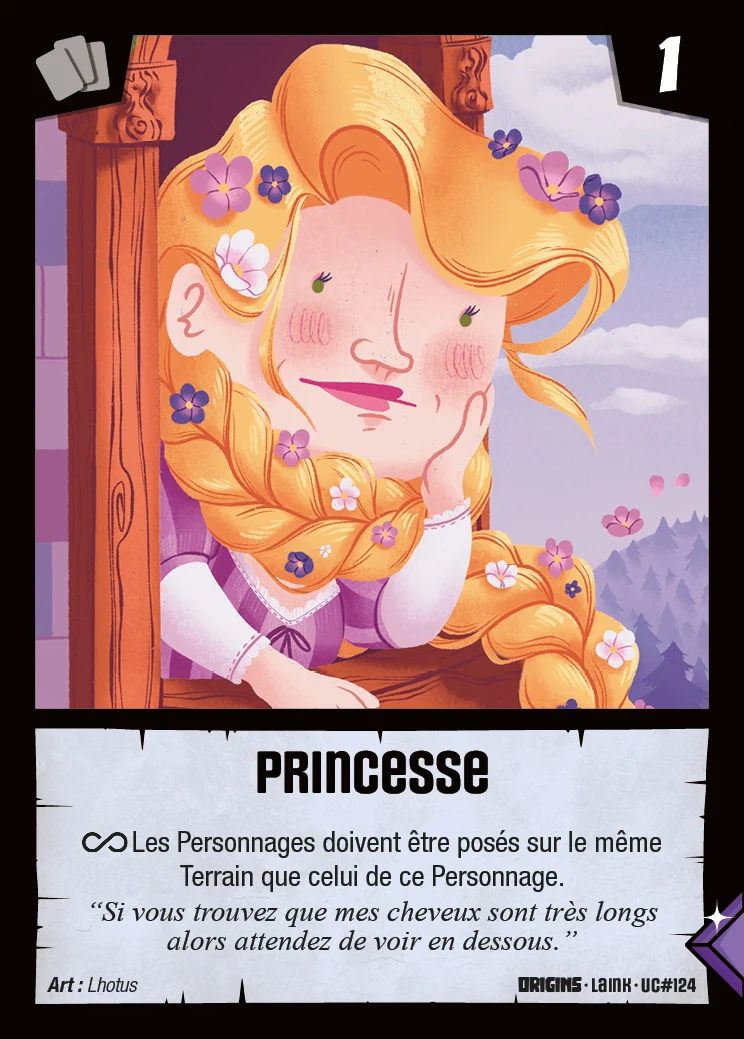 1
PRINCESSE
∞ Les Personnages doivent être posés sur le même
Terrain que celui de ce Personnage.
“Si vous trouvez que mes cheveux sont très longs
alors attendez de voir en dessous.”
Art : Lhotus
ORIGINS · LAINK · UC#124